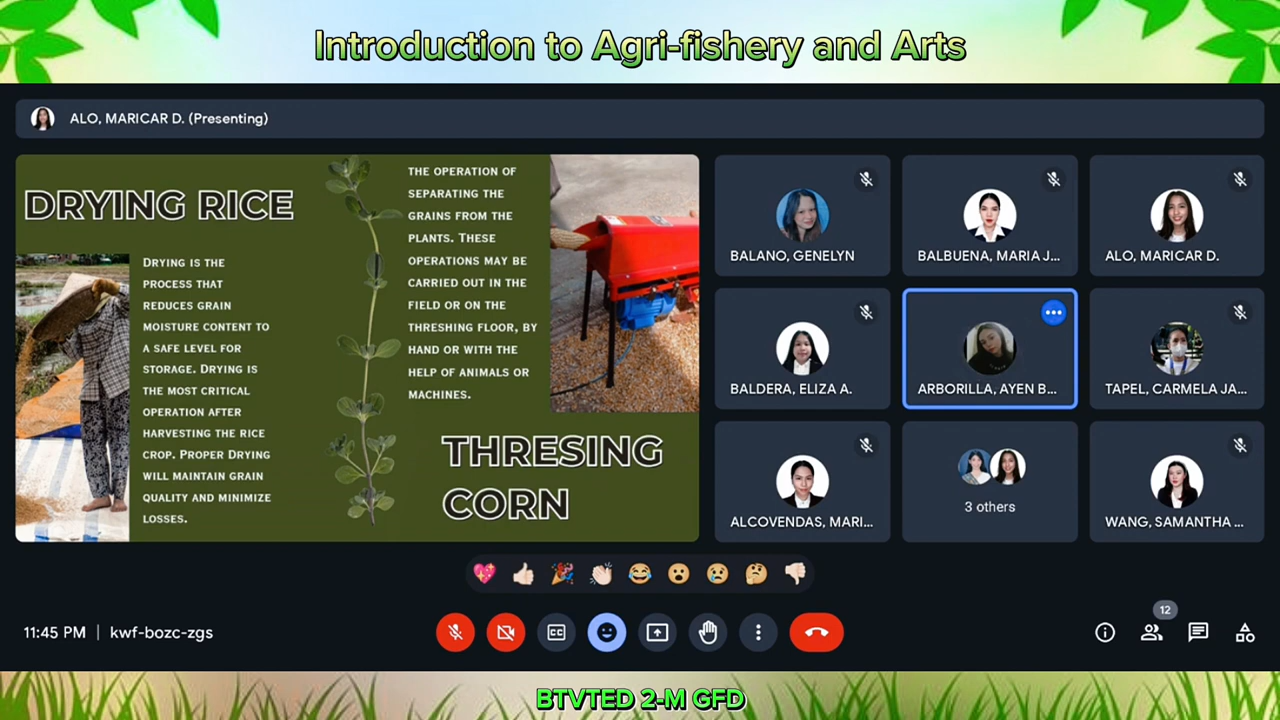 Introduction to Agri-fishery and Arts
ALO, MARICAR D. (Presenting)
DRYING RICE
DRYING IS THE
PROCESS THAT
REDUCES GRAIN
MOISTURE CONTENT TO
A SAFE LEVEL FOR
STORAGE. DRYING IS
THE MOST CRITICAL
OPERATION AFTER
HARVESTING THE RICE
CROP. PROPER DRYING
WILL MAINTAIN GRAIN
QUALITY AND MINIMIZE
LOSSES.
THE OPERATION OF
SEPARATING THE
GRAINS FROM THE
PLANTS. THESE
OPERATIONS MAY BE
CARRIED OUT IN THE
FIELD OR ON THE
THRESHING FLOOR, BY
HAND OR WITH THE
HELP OF ANIMALS OR
MACHINES.
THRESING
CORN
BALANO, GENELYN
BALBUENA, MARIA J...
ALO, MARICAR D.
BALDERA, ELIZA A.
ARBORILLA, AYEN B...
TAPEL, CARMELA JA...
ALCOVENDAS, MARI...
3 others
WANG, SAMANTHA ...
11:45 PM | kwf-bozc-zgs
CC
12
BTVTED 2-M GFD